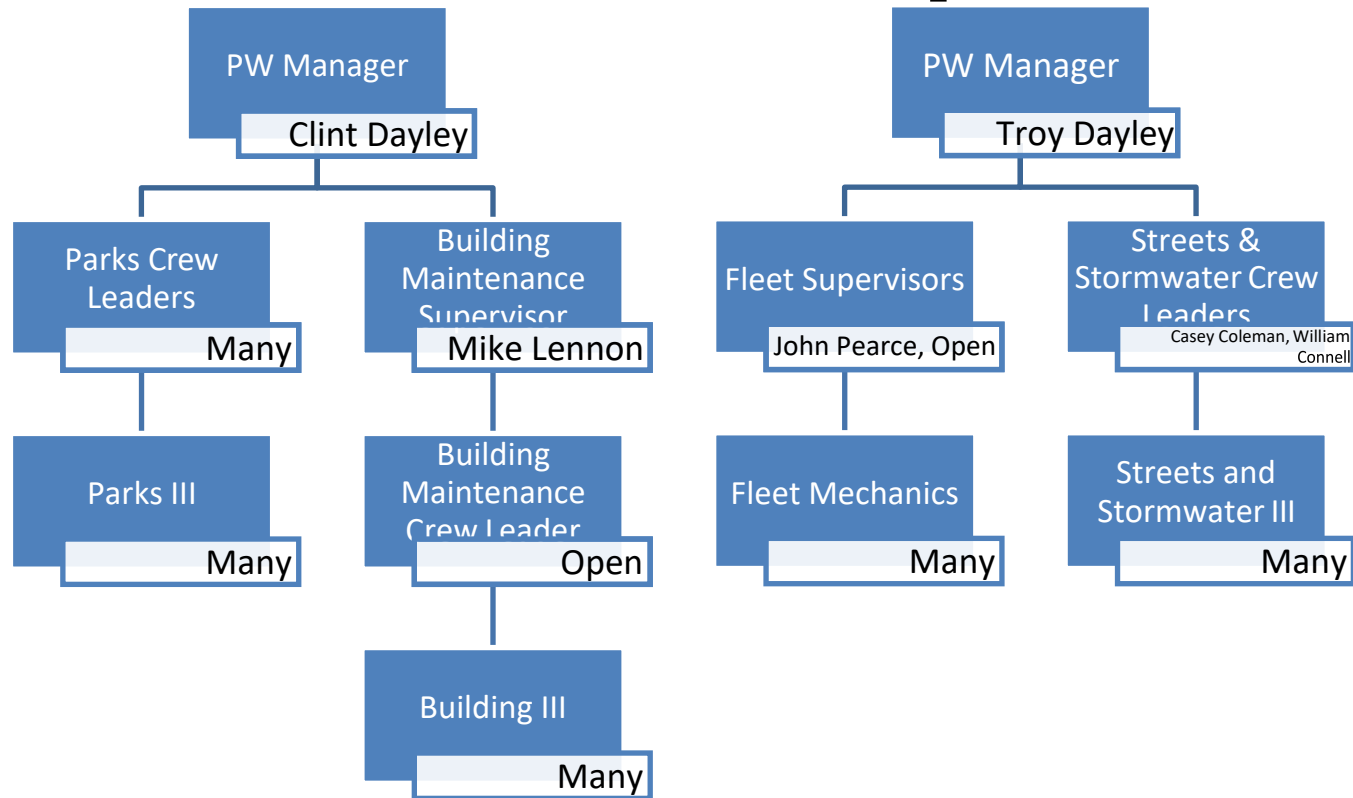 PW Manager
Clint Dayley
PW Manager
Troy Dayley
Parks Crew
Leaders
Many
Building
Maintenance
Supervisor
Mike Lennon
Fleet Supervisors
John Pearce, Open
Streets &
Stormwater Crew
Leaders
Casey Coleman, William
Connell
Parks III
Many
Building
Maintenance
Crew Leader
Open
Fleet Mechanics
Many
Streets and
Stormwater III
Many
Building III
Many